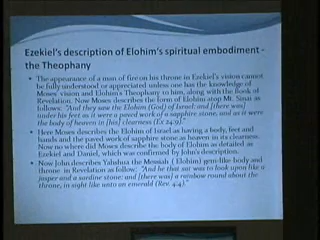 Ezekiel's description of Elohim's spiritual embodiment -
the Theophany
• The appearance of a man of fire on his throne in Ezekiel's vision cannot
be fully understood or appreciated unless one has the knowledge of
Moses' vision and Elohim's Theophany to him, along with the Book of
Revelation. Now Moses describes the form of Elohim atop Mt. Sinai as
follows: "And they saw the Elohim (God) of Israel: and [there was]
under his feet as it were a paved work of a sapphire stone, and as it were
the body of heaven in [his] clearness (Ex 24:9)."
• Here Moses describes the Elohim of Israel as having a body, feet and
hands and the paved work of sapphire stone as heaven in its clearness.
Now no where did Moses describe the body of Elohim as detailed as
Ezekiel and Daniel, which was confirmed by John's description.
• Now John describes Yahshua the Messiah ( Elohim) gem-like body and
throne in Revelation as follow: "And he that sat was to look upon like a
jasper and a sardine stone: and [there was] a rainbow round about the
throne, in sight like unto an emerald (Rev. 4:4)."